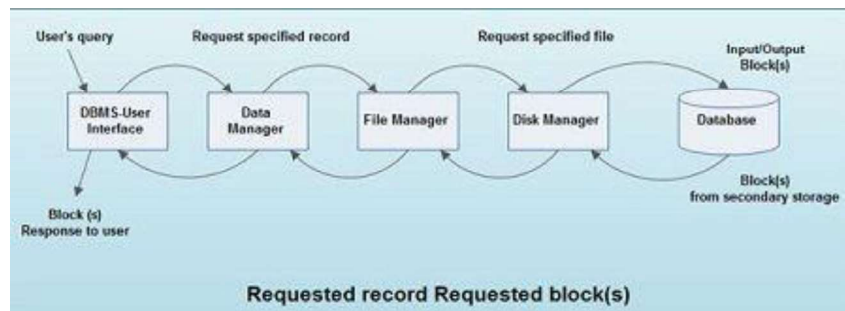 User's query
Request specified record
Request specified file
Input/Output
Block(s)
DBMS-User
Interface
Data
Manager
File Manager
Disk Manager
Database
Block (s)
Response to user
Block(s)
from secondary storage
Requested record Requested block(s)